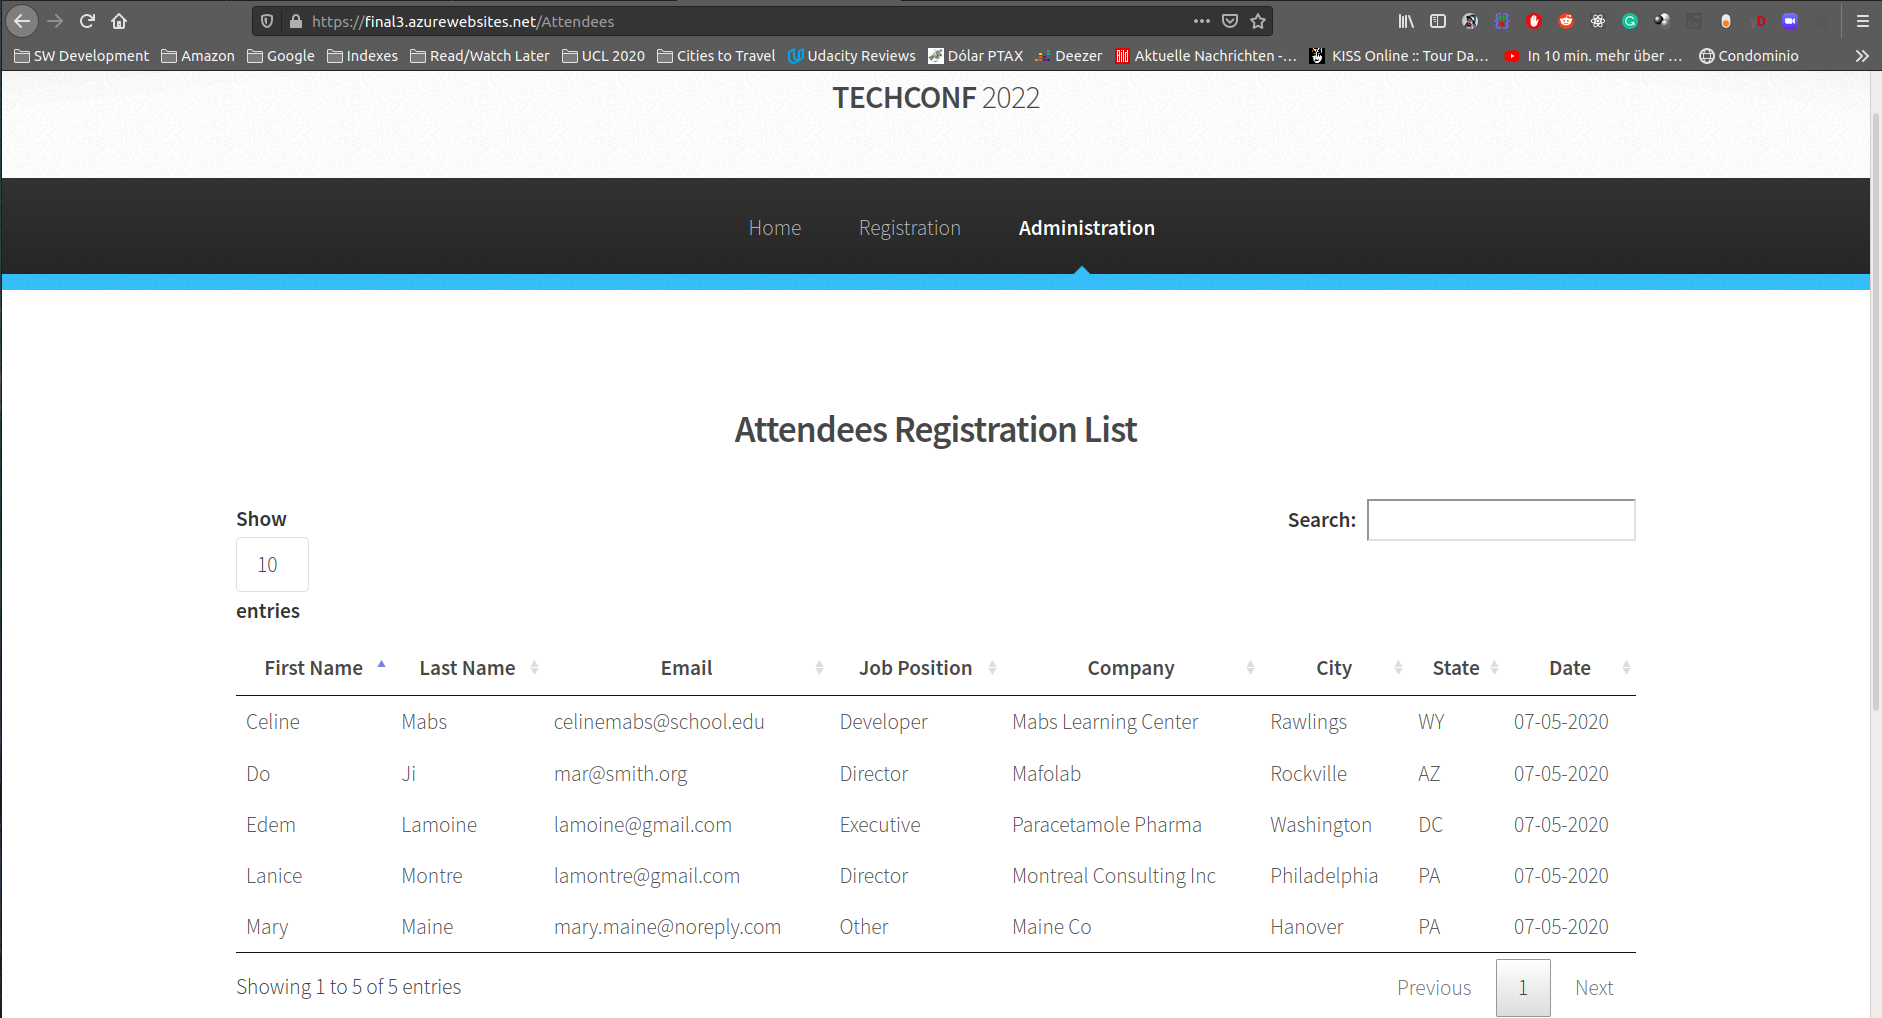 https://final3.azurewebsites.net/Attendees
SW Development Amazon Google Indexes Read/Watch Later UCL 2020 Cities to Travel Udacity Reviews Dólar PTAX Deezer Aktuelle Nachrichten -... KISS Online :: Tour Da... In 10 min. mehr über ... Condominio
TECHCONF 2022
Home Registration Administration
Attendees Registration List
Show
10
entries
Search:
First Name Last Name Email Job Position Company City State Date
Celine Mabs celinemabs@school.edu Developer Mabs Learning Center Rawlings WY 07-05-2020
Do Ji mar@smith.org Director Mafolab Rockville AZ 07-05-2020
Edem Lamoine lamoine@gmail.com Executive Paracetamole Pharma Washington DC 07-05-2020
Lanice Montre lamontre@gmail.com Director Montreal Consulting Inc Philadelphia PA 07-05-2020
Mary Maine mary.maine@noreply.com Other Maine Co Hanover PA 07-05-2020
Showing 1 to 5 of 5 entries
Previous 1 Next